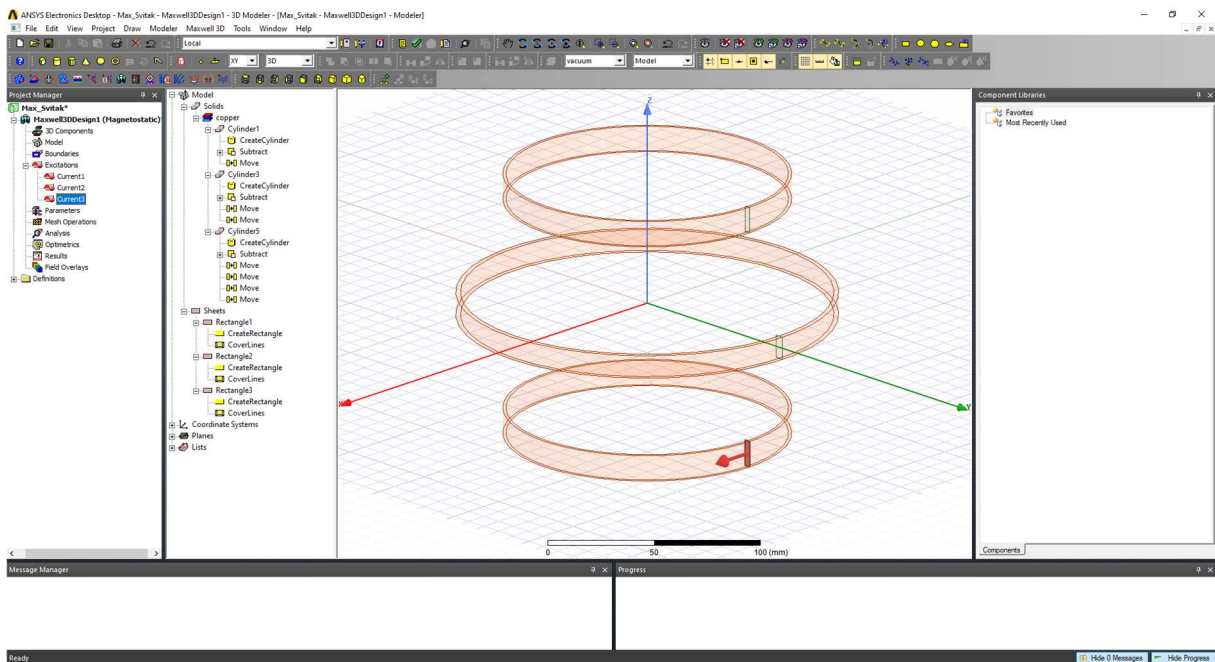 ANSYS Electronics Desktop - Max_Svitak - Maxwell3DDesign1 - 3D Modeler - [Max_Svitak - Maxwell3DDesign1 - Modeler]
File Edit View Project Draw Modeler Maxwell 3D Tools Window Help
Local
XY 3D vacuum Model
Project Manager
Max_Svitak*
Maxwell3DDesign1 (Magnetostatic)*
3D Components
Model
Boundaries
Excitations
Current1
Current2
Current3
Parameters
Mesh Operations
Analysis
Optimetrics
Results
Field Overlays
Definitions
Model
Solids
copper
Cylinder1
CreateCylinder
Subtract
Move
Cylinder3
CreateCylinder
Subtract
Move
Move
Cylinder5
CreateCylinder
Subtract
Move
Move
Move
Move
Sheets
Rectangle1
CreateRectangle
CoverLines
Rectangle2
CreateRectangle
CoverLines
Rectangle3
CreateRectangle
CoverLines
Coordinate Systems
Planes
Lists
Z
X
Y
0 50 100 (mm)
Component Libraries
Favorites
Most Recently Used
Components
Message Manager
Progress
Ready
Hide 0 Messages Hide Progress